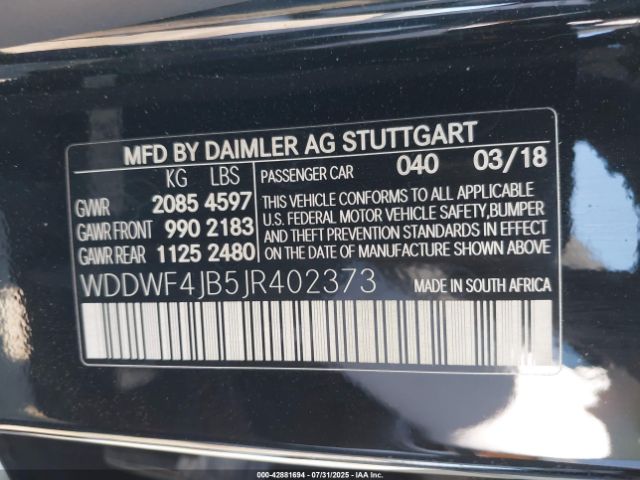 MFD BY DAIMLER AG STUTTGART
KG LBS
GVWR 2085 4597
GAWR FRONT 990 2183
GAWR REAR 1125 2480
PASSENGER CAR 040 03/18
THIS VEHICLE CONFORMS TO ALL APPLICABLE
U.S. FEDERAL MOTOR VEHICLE SAFETY,BUMPER
AND THEFT PREVENTION STANDARDS IN EFFECT
ON THE DATE OF MANUFACTURE SHOWN ABOVE
WDDWF4JB5JR402373 MADE IN SOUTH AFRICA
000-42881694 - 07/31/2025 - IAA, Inc.